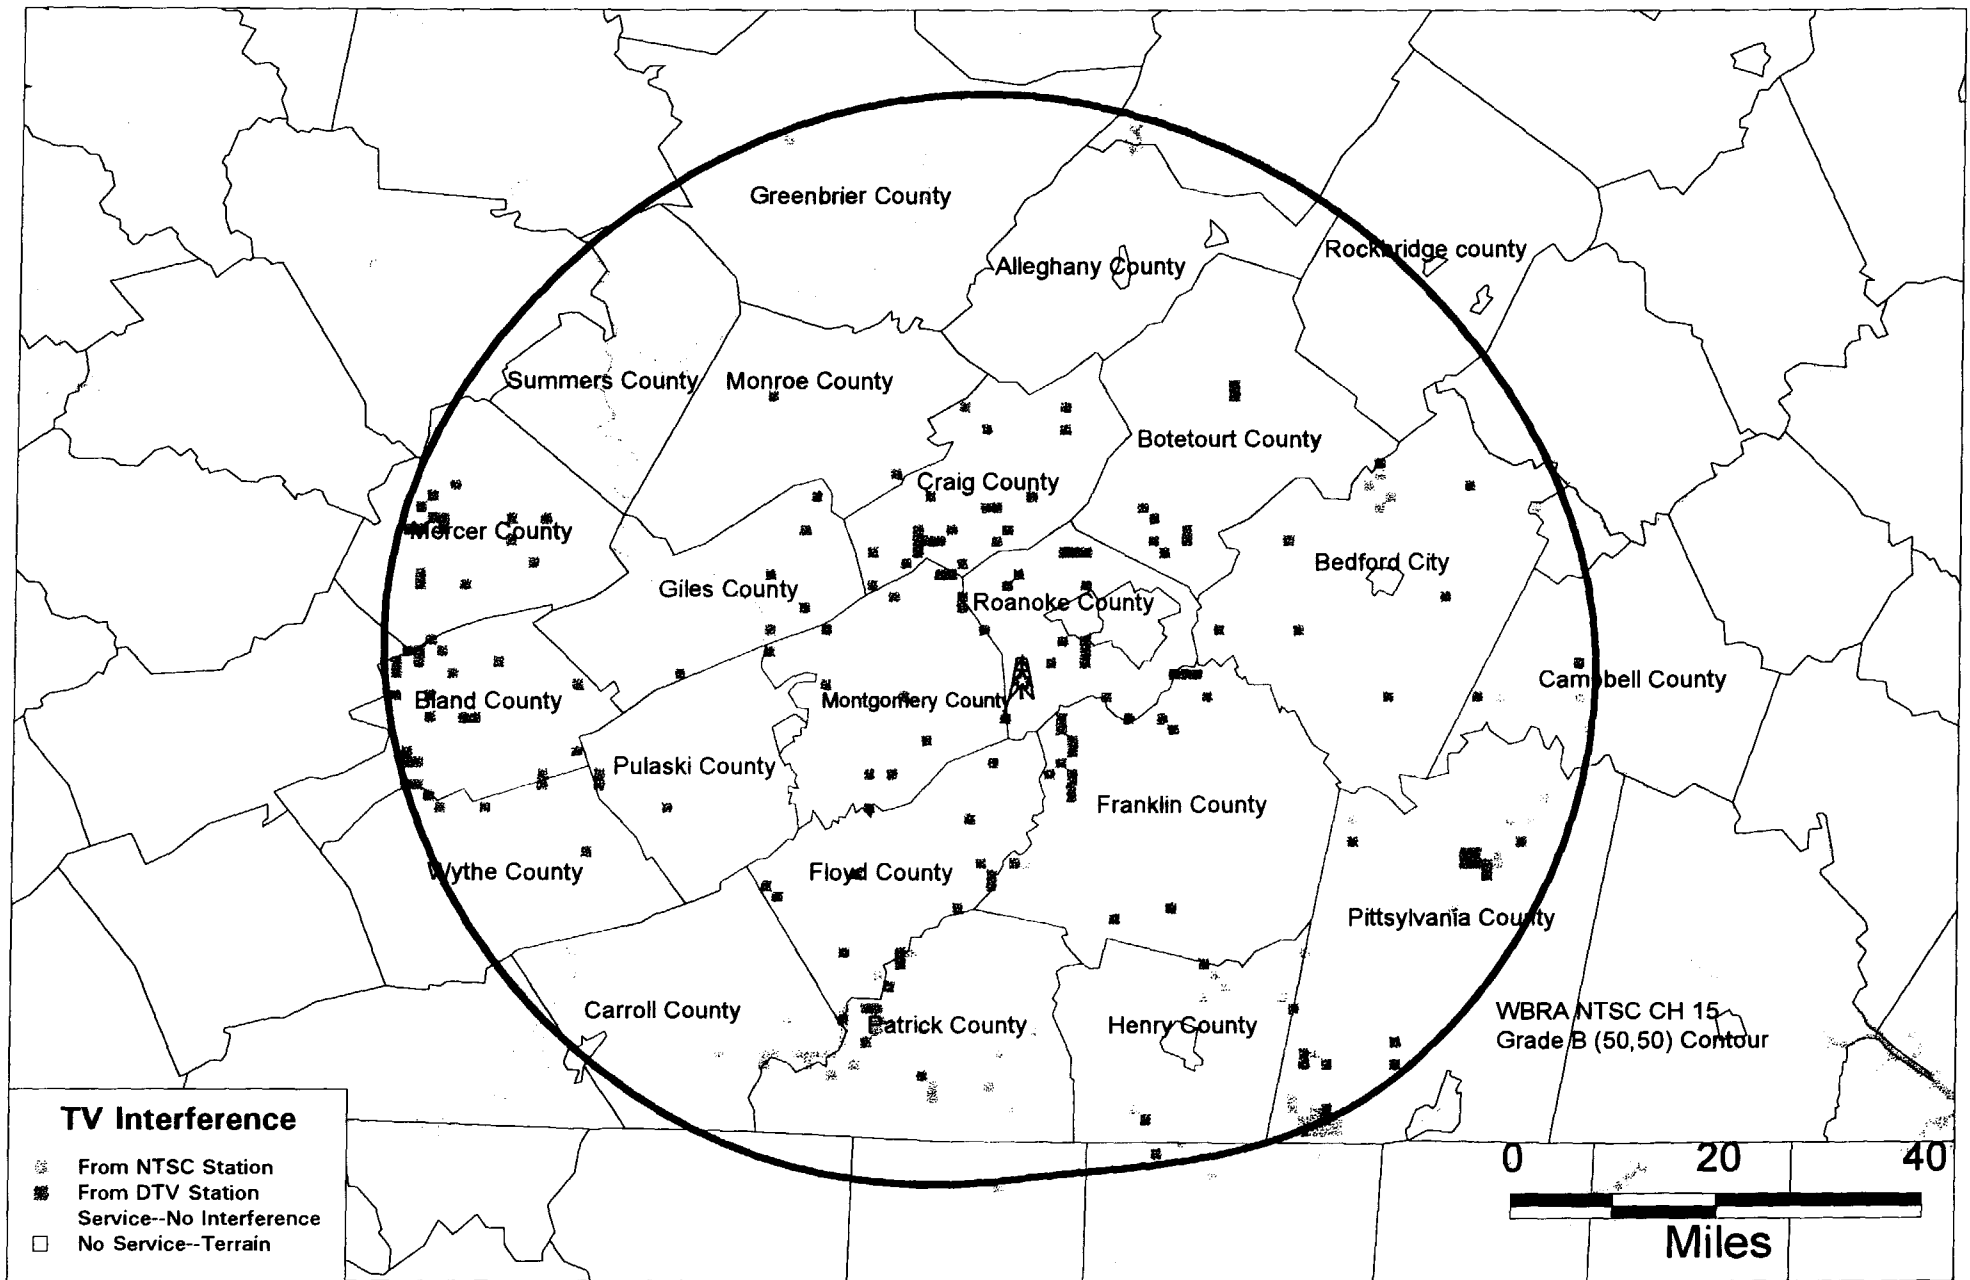 Greenbrier County
Rockbridge county
Alleghany County
Summers County
Monroe County
Botetourt County
Craig County
Mercer County
Bedford City
Giles County
Roanoke County
Campbell County
Bland County
Montgomery County
Pulaski County
Franklin County
Wythe County
Floyd County
Pittsylvania County
Carroll County
Patrick County
Henry County
WBRA NTSC CH 15
Grade B (50,50) Contour
TV Interference
From NTSC Station
From DTV Station
Service--No Interference
No Service--Terrain
0 20 40
Miles